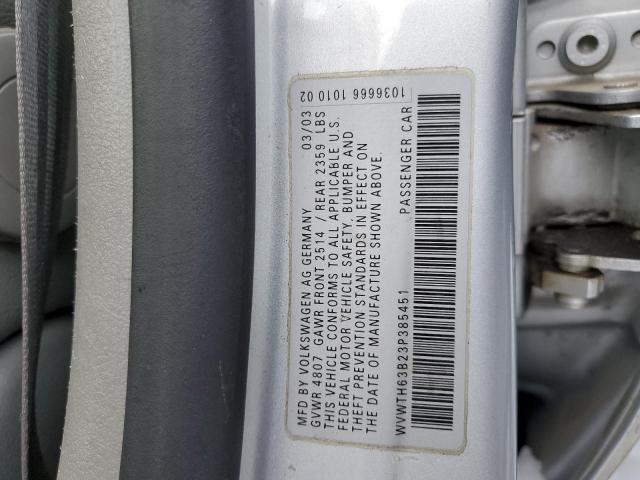 1036666 1010 02
MFD BY VOLKSWAGEN AG GERMANY 03/03
GVWR 4807 GAWR FRONT 2514 / REAR 2359 LBS
THIS VEHICLE CONFORMS TO ALL APPLICABLE U.S.
FEDERAL MOTOR VEHICLE SAFETY, BUMPER AND
THEFT PREVENTION STANDARDS IN EFFECT ON
THE DATE OF MANUFACTURE SHOWN ABOVE.
WVWTH63B23P385451 PASSENGER CAR